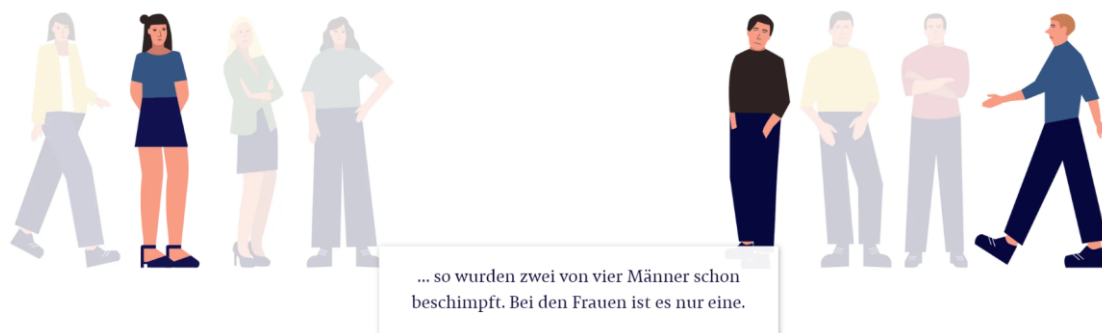 ... so wurden zwei von vier Männer schon
beschimpft. Bei den Frauen ist es nur eine.